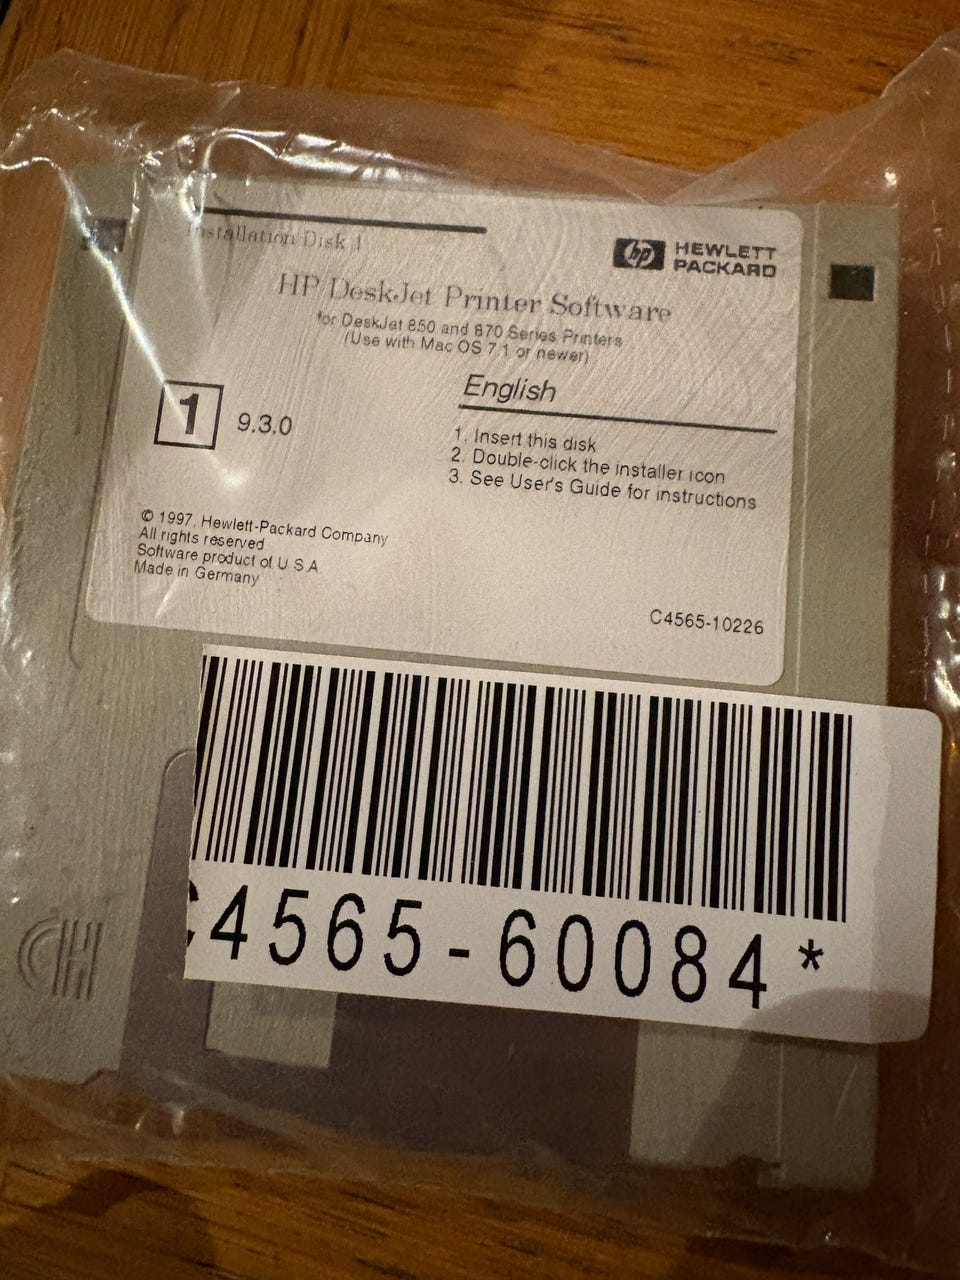 Installation Disk 1
hp HEWLETT
PACKARD
HP DeskJet Printer Software
for DeskJet 850 and 870 Series Printers
(Use with Mac OS 7.1 or newer)
English
1 9.3.0
1. Insert this disk
2. Double-click the installer icon
3. See User's Guide for instructions
© 1997, Hewlett-Packard Company
All rights reserved
Software product of U.S.A.
Made in Germany
C4565-10226
C4565-60084*
HD